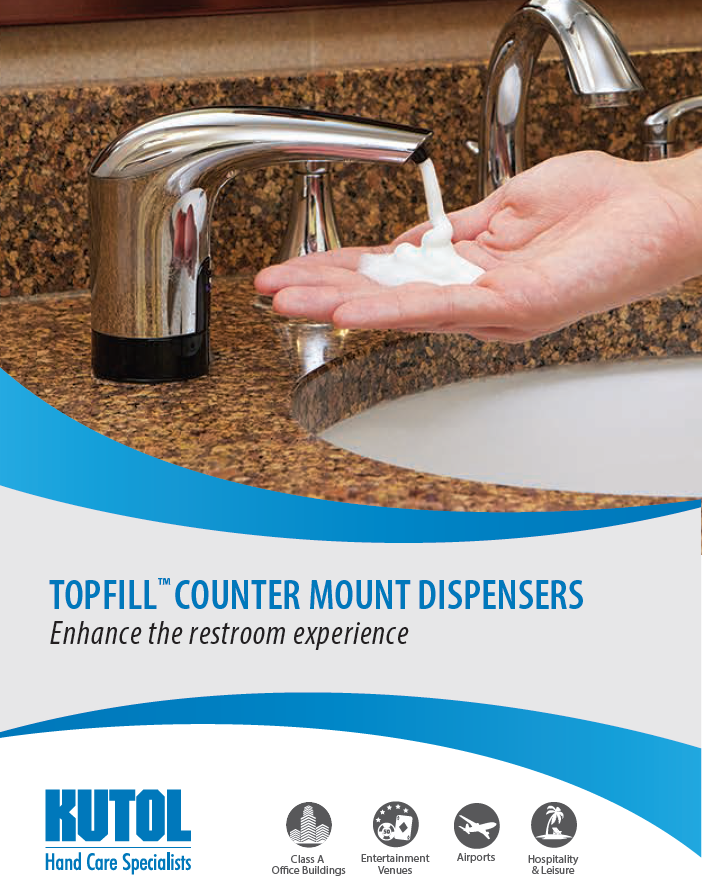 TOPFILL™ COUNTER MOUNT DISPENSERS
Enhance the restroom experience
KUTOL
Hand Care Specialists
Class A
Office Buildings
Entertainment
Venues
Airports
Hospitality
& Leisure